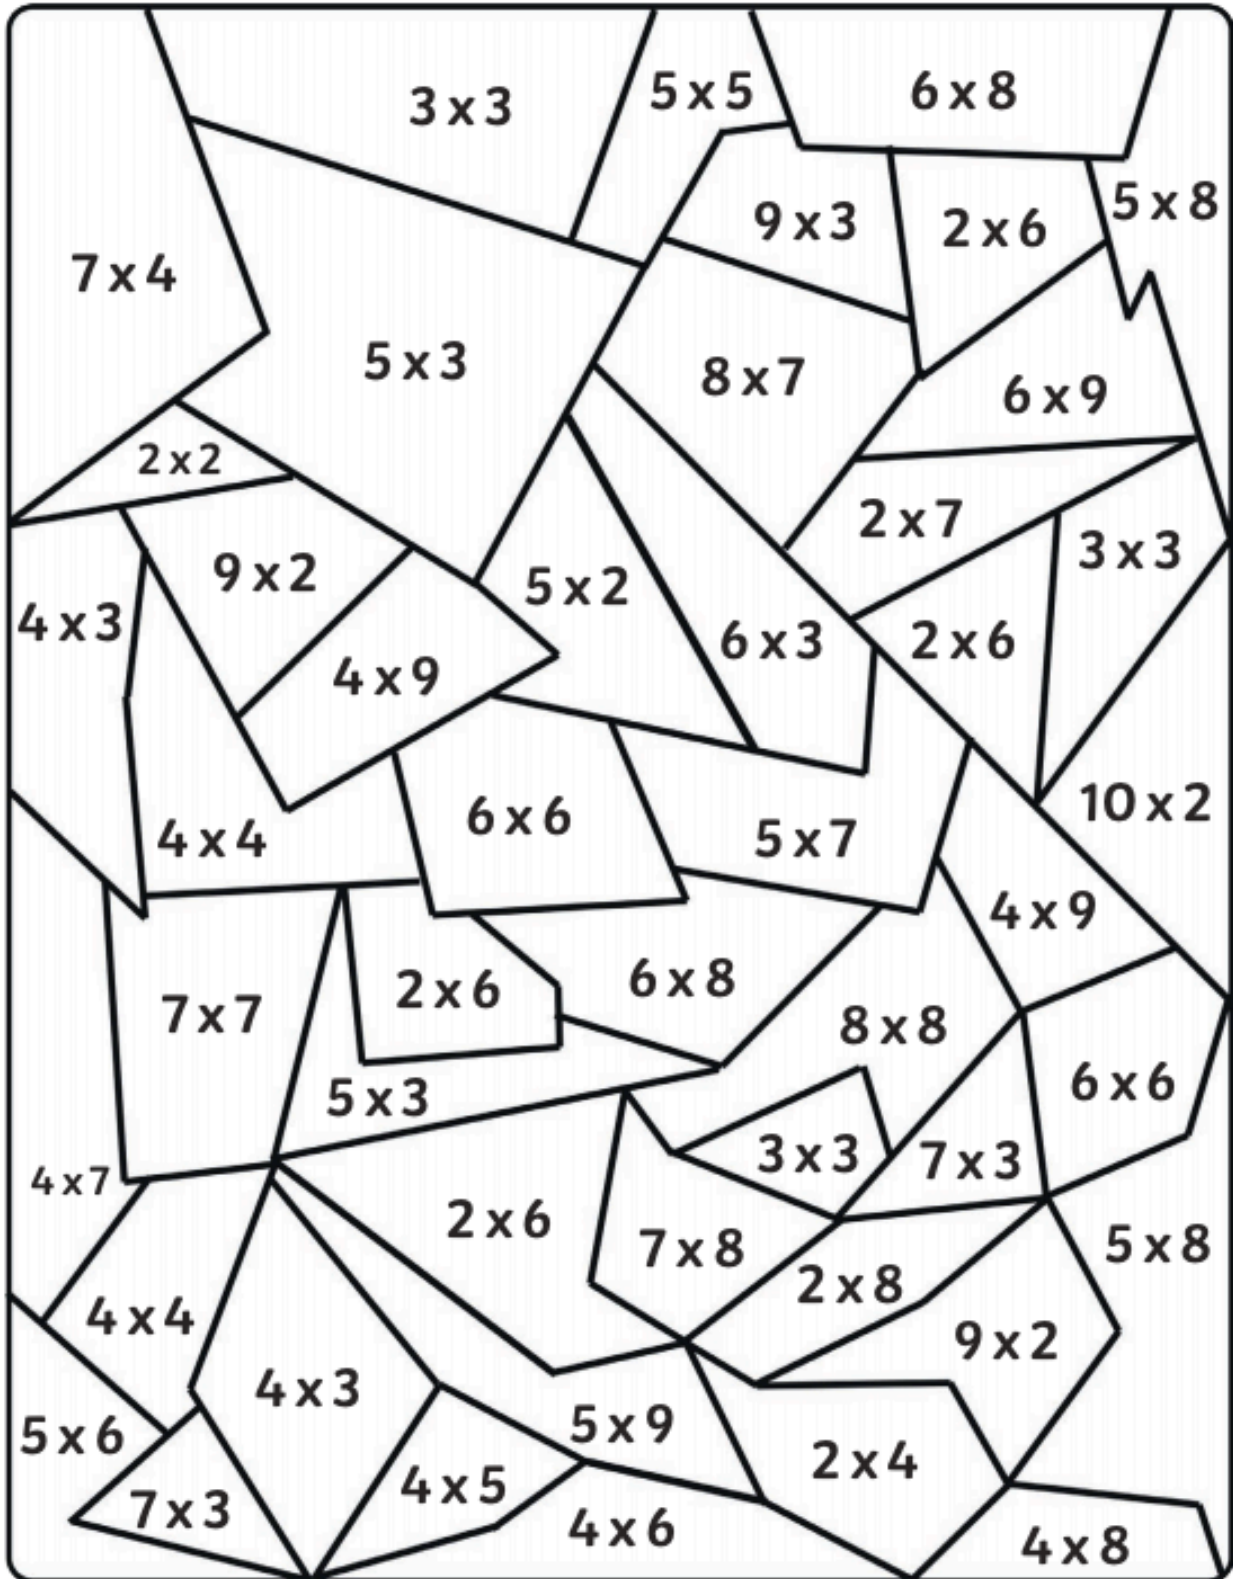 3 x 3
5 x 5
6 x 8
5 x 8
9 x 3
2 x 6
7 x 4
5 x 3
8 x 7
6 x 9
2 x 2
2 x 7
3 x 3
9 x 2
5 x 2
4 x 3
6 x 3
2 x 6
4 x 9
10 x 2
6 x 6
4 x 4
5 x 7
4 x 9
2 x 6
6 x 8
7 x 7
8 x 8
6 x 6
5 x 3
3 x 3
7 x 3
4 x 7
2 x 6
7 x 8
5 x 8
2 x 8
4 x 4
9 x 2
4 x 3
5 x 9
5 x 6
2 x 4
4 x 5
7 x 3
4 x 6
4 x 8